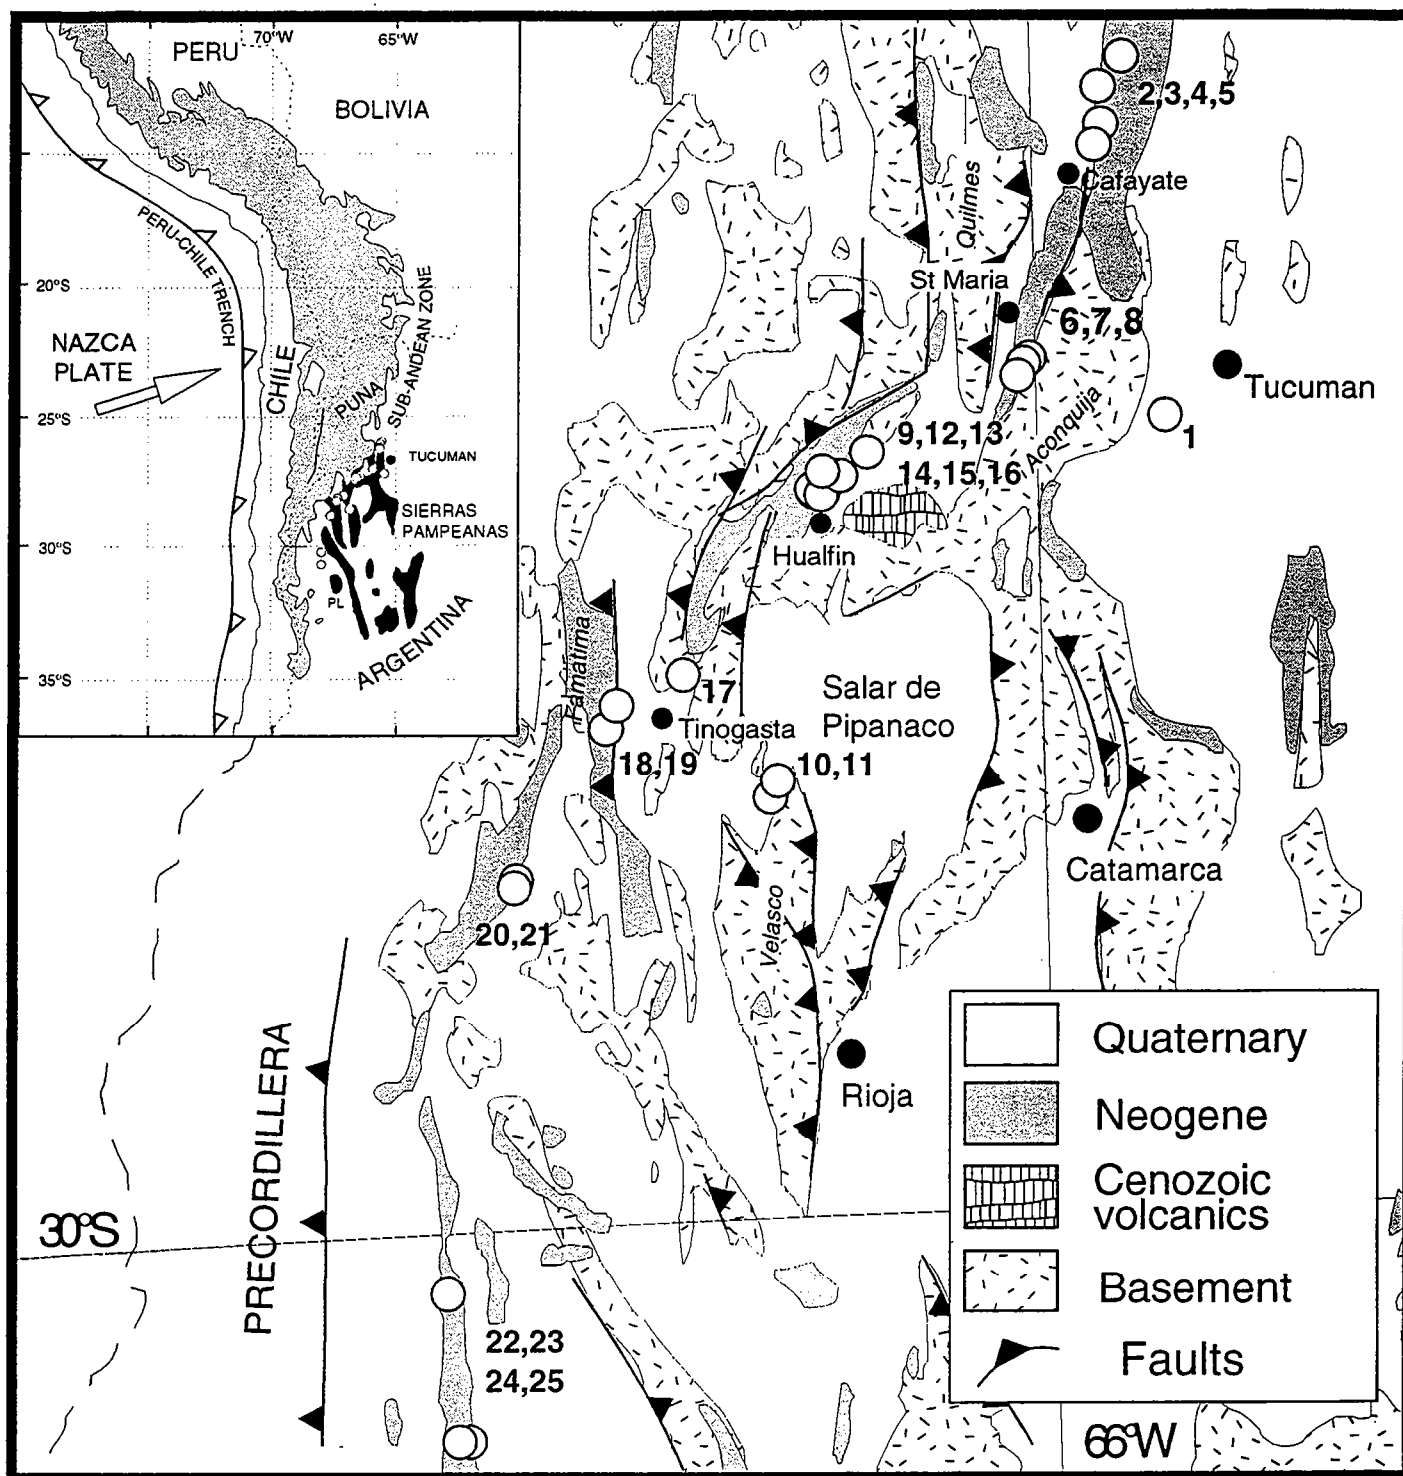 70°W
65°W
PERU
BOLIVIA
PERU-CHILE TRENCH
20°S
NAZCA
PLATE
CHILE
PUNA
SUB-ANDEAN ZONE
25°S
TUCUMAN
SIERRAS
PAMPEANAS
30°S
PL
ARGENTINA
35°S
2,3,4,5
Cafayate
Quilmes
St Maria
6,7,8
Tucuman
1
Aconquija
9,12,13
14,15,16
Hualfin
Famatima
17
Tinogasta
Salar de
Pipanaco
18,19
10,11
Catamarca
20,21
Velasco
Rioja
PRECORDILLERA
30°S
22,23
24,25
66°W
Quaternary
Neogene
Cenozoic
volcanics
Basement
Faults